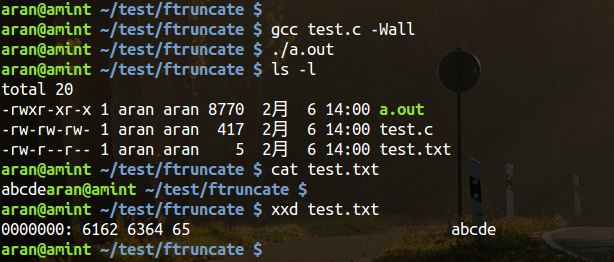 aran@amint ~/test/ftruncate $
aran@amint ~/test/ftruncate $ gcc test.c -Wall
aran@amint ~/test/ftruncate $ ./a.out
aran@amint ~/test/ftruncate $ ls -l
total 20
-rwxr-xr-x 1 aran aran 8770  2月  6 14:00 a.out
-rw-rw-rw- 1 aran aran  417  2月  6 14:00 test.c
-rw-r--r-- 1 aran aran    5  2月  6 14:00 test.txt
aran@amint ~/test/ftruncate $ cat test.txt
abcdearan@amint ~/test/ftruncate $
aran@amint ~/test/ftruncate $ xxd test.txt
0000000: 6162 6364 65                             abcde
aran@amint ~/test/ftruncate $